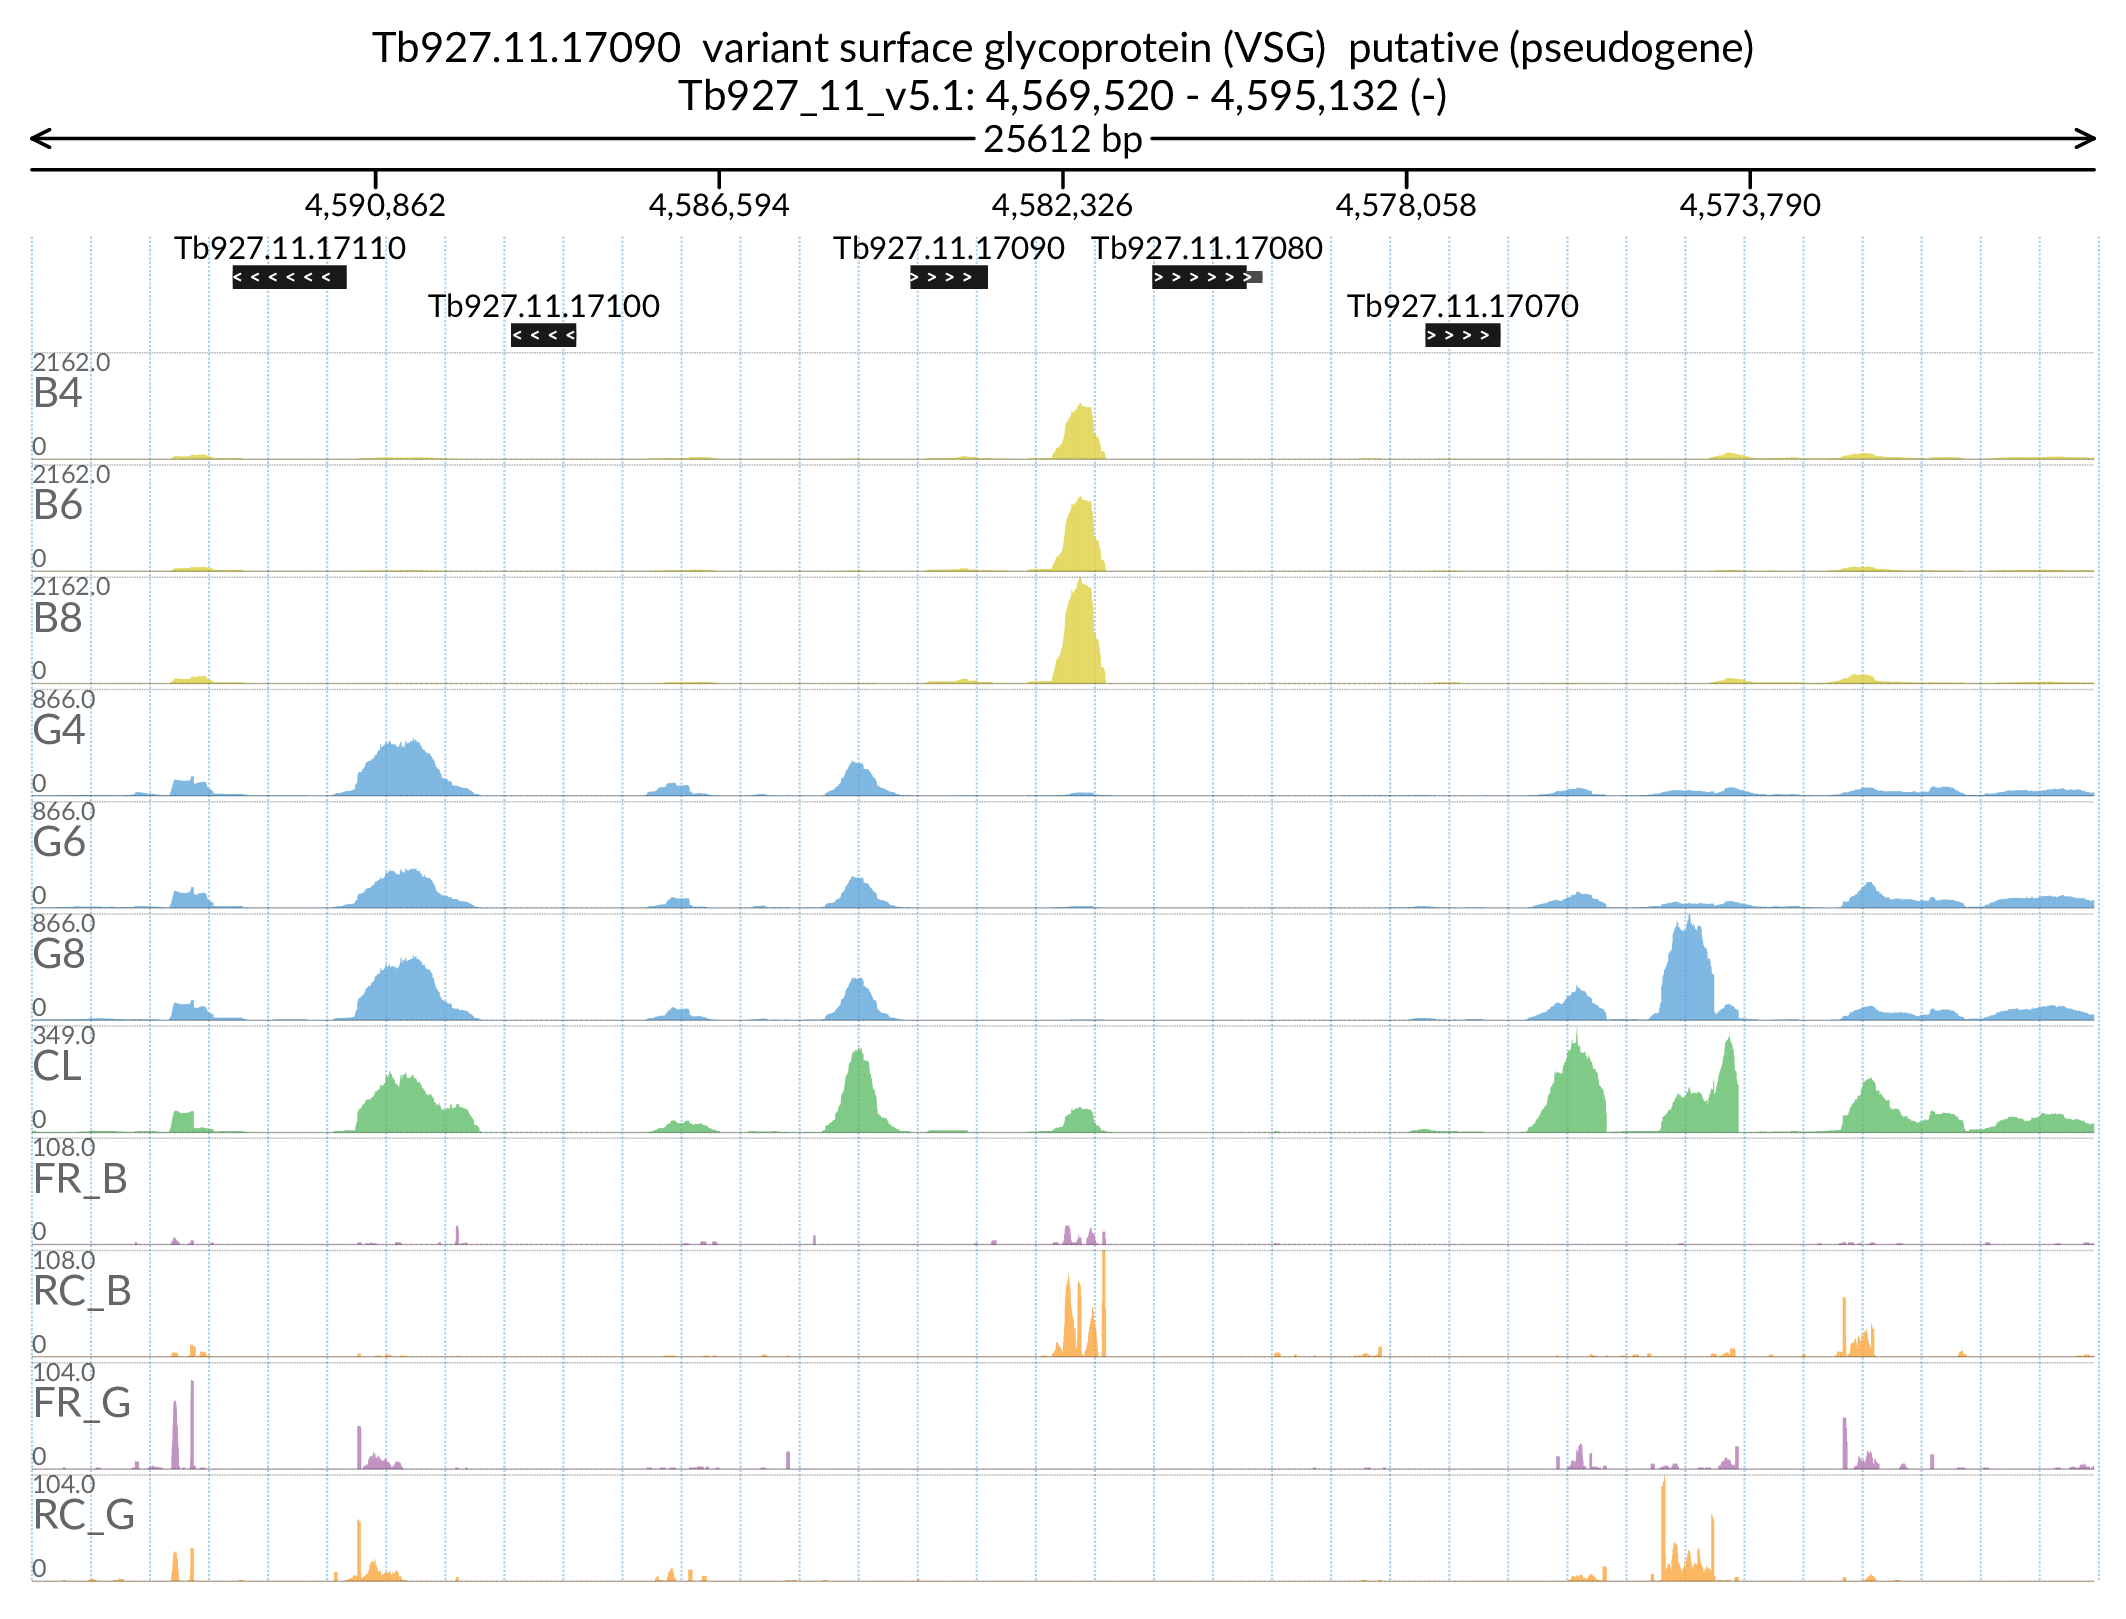 Tb927.11.17090  variant surface glycoprotein (VSG)  putative (pseudogene)
Tb927_11_v5.1: 4,569,520 - 4,595,132 (-)
25612 bp
4,590,862 4,586,594 4,582,326 4,578,058 4,573,790
Tb927.11.17110 Tb927.11.17090 Tb927.11.17080
Tb927.11.17100 Tb927.11.17070
2162.0
B4
0
2162.0
B6
0
2162.0
B8
0
866.0
G4
0
866.0
G6
0
866.0
G8
0
349.0
CL
0
108.0
FR_B
0
108.0
RC_B
0
104.0
FR_G
0
104.0
RC_G
0